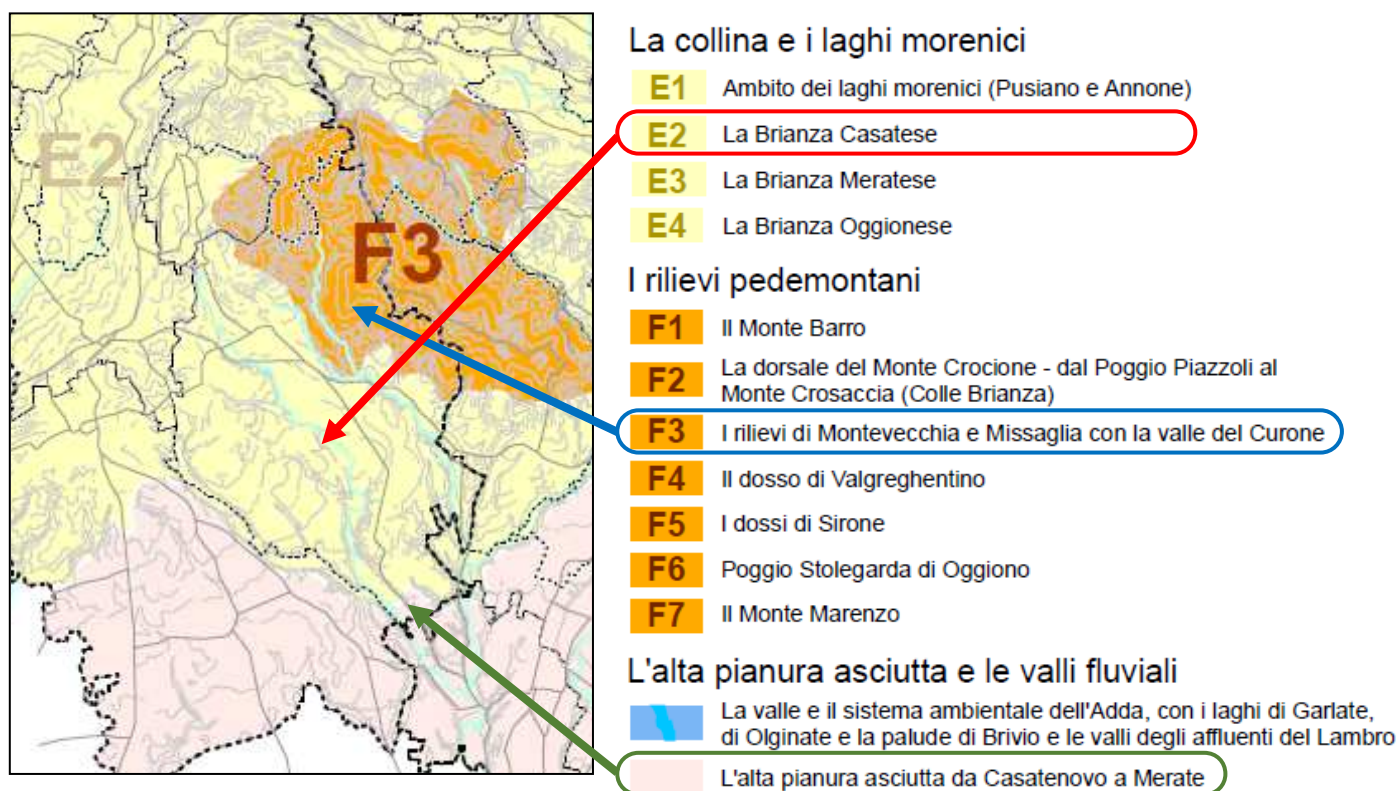 E2
F3
La collina e i laghi morenici
E1 Ambito dei laghi morenici (Pusiano e Annone)
E2 La Brianza Casatese
E3 La Brianza Meratese
E4 La Brianza Oggionese
I rilievi pedemontani
F1 Il Monte Barro
F2 La dorsale del Monte Crocione - dal Poggio Piazzoli al
Monte Crosaccia (Colle Brianza)
F3 I rilievi di Montevecchia e Missaglia con la valle del Curone
F4 Il dosso di Valgreghentino
F5 I dossi di Sirone
F6 Poggio Stolegarda di Oggiono
F7 Il Monte Marenzo
L'alta pianura asciutta e le valli fluviali
La valle e il sistema ambientale dell'Adda, con i laghi di Garlate,
di Olginate e la palude di Brivio e le valli degli affluenti del Lambro
L'alta pianura asciutta da Casatenovo a Merate